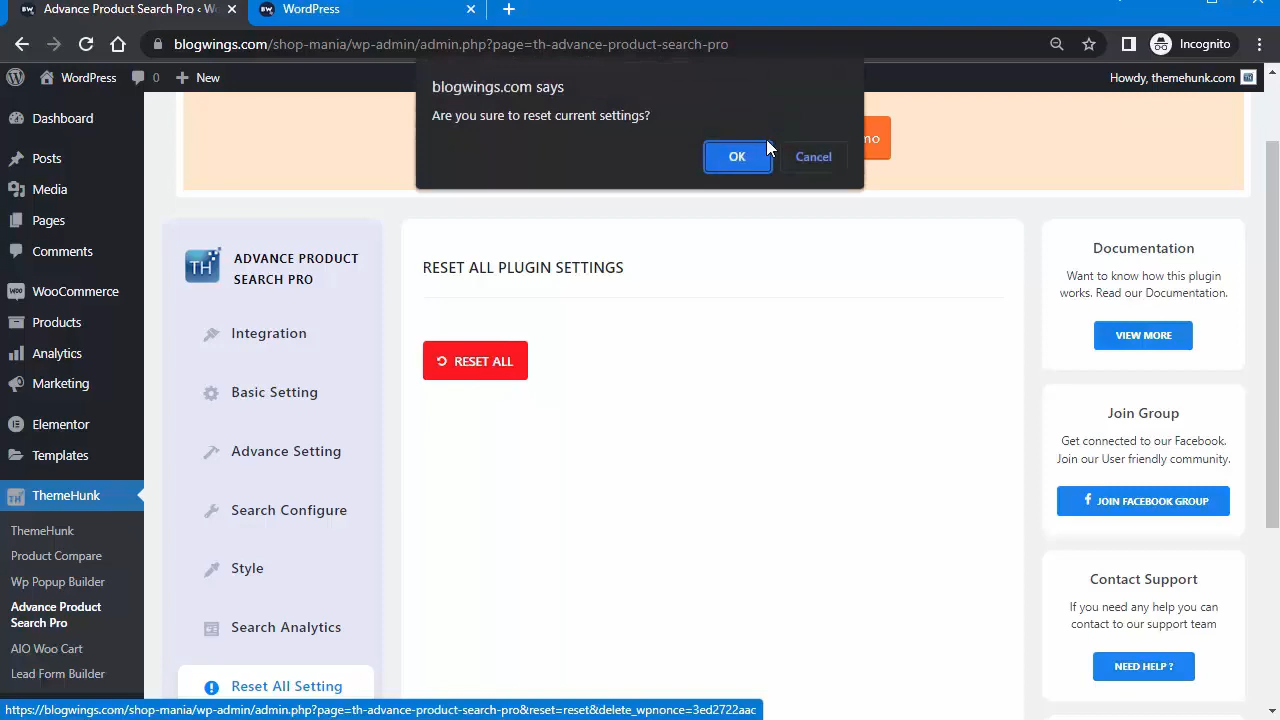 Advance Product Search Pro ‹ Wo
WordPress
blogwings.com/shop-mania/wp-admin/admin.php?page=th-advance-product-search-pro
Incognito
WordPress
0
New
Howdy, themehunk.com
blogwings.com says
Are you sure to reset current settings?
OK
Cancel
mo
Dashboard
Posts
Media
Pages
Comments
WooCommerce
Products
Analytics
Marketing
Elementor
Templates
ThemeHunk
ThemeHunk
Product Compare
Wp Popup Builder
Advance Product
Search Pro
AIO Woo Cart
Lead Form Builder
TH
ADVANCE PRODUCT
SEARCH PRO
Integration
Basic Setting
Advance Setting
Search Configure
Style
Search Analytics
Reset All Setting
RESET ALL PLUGIN SETTINGS
RESET ALL
Documentation
Want to know how this plugin
works. Read our Documentation.
VIEW MORE
Join Group
Get connected to our Facebook.
Join our User friendly community.
JOIN FACEBOOK GROUP
Contact Support
If you need any help you can
contact to our support team
NEED HELP ?
https://blogwings.com/shop-mania/wp-admin/admin.php?page=th-advance-product-search-pro&reset=reset&delete_wpnonce=3ed2722aac